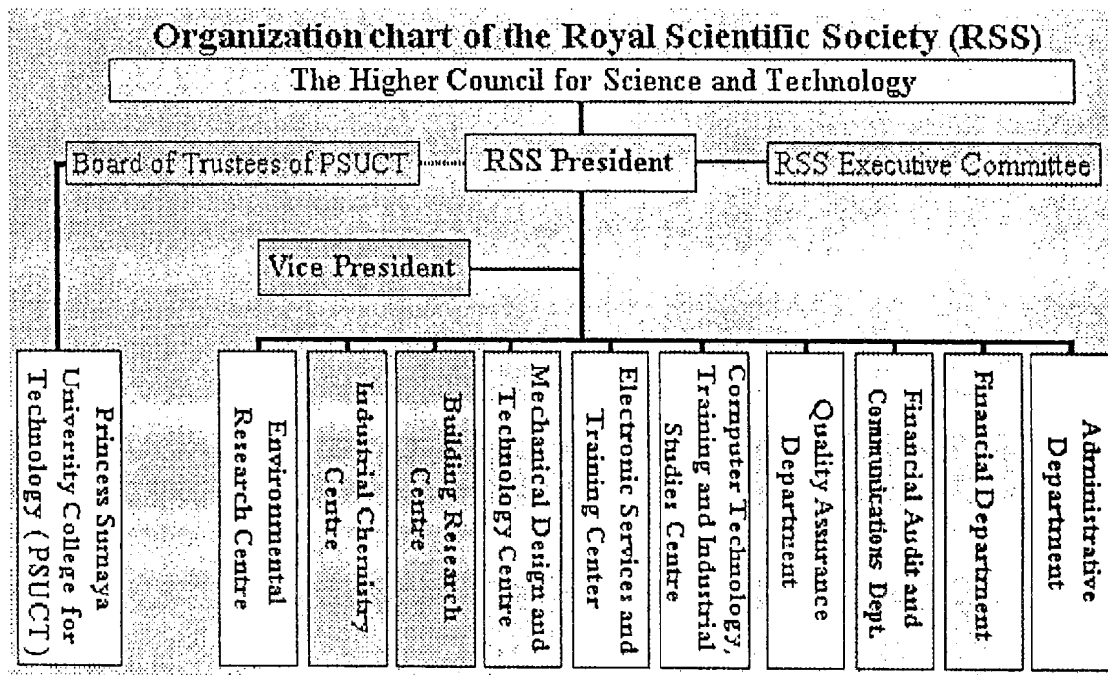 Organization chart of the Royal Scientific Society (RSS)
The Higher Council for Science and Technology
Board of Trustees of PSUCT
RSS President
RSS Executive Committee
Vice President
Princess Sumaya
University College for
Technology (PSUCT)
Environmental
Research Centre
Industrial Chemistry
Centre
Building Research
Centre
Mechanical Design and
Technology Centre
Electronic Services and
Training Center
Computer Technology,
Training and Industrial
Studies Centre
Quality Assurance
Department
Financial Audit and
Communications Dept.
Financial Department
Administrative
Department